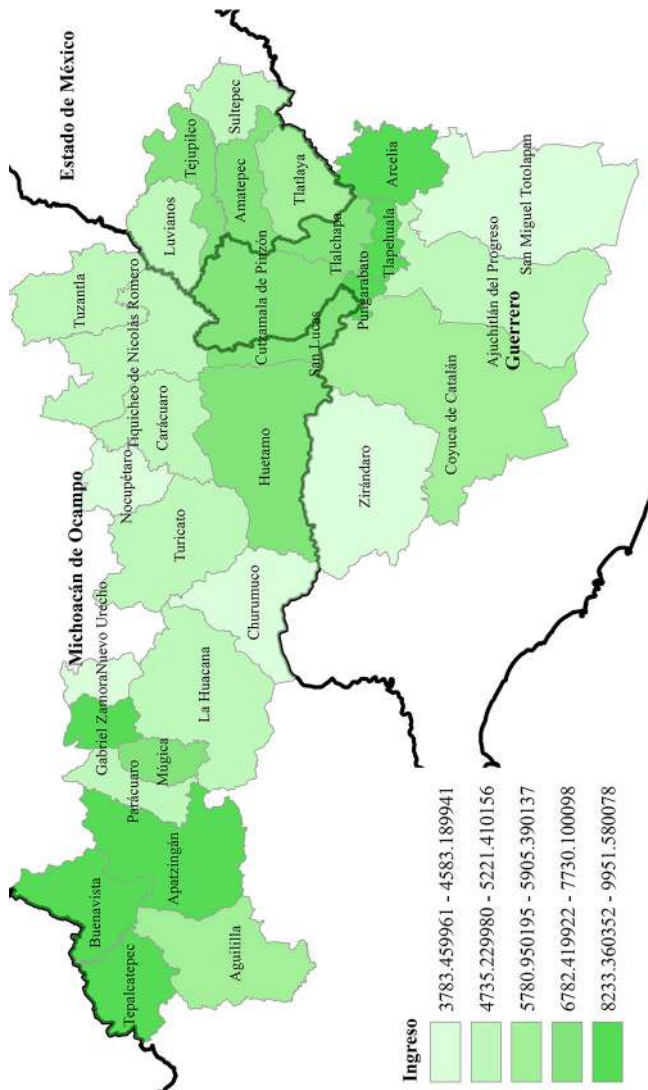 Estado de México
Michoacán de Ocampo
Guerrero
Tepalcatepec
Buenavista
Aguililla
Apatzingán
Parácuaro
Múgica
Gabriel Zamora
Nuevo Urecho
La Huacana
Churumuco
Turicato
Nocupétaro
Carácuaro
Tiquicheo de Nicolás Romero
Tuzantla
Huetamo
San Lucas
Cutzamala de Pinzón
Luvianos
Tejupilco
Sultepec
Amatepec
Tlatlaya
Tlalchapa
Pungarabato
Tlapehuala
Arcelia
Zirándaro
Coyuca de Catalán
Ajuchitlán del Progreso
San Miguel Totolapan
Ingreso
3783.459961 - 4583.189941
4735.229980 - 5221.410156
5780.950195 - 5905.390137
6782.419922 - 7730.100098
8233.360352 - 9951.580078